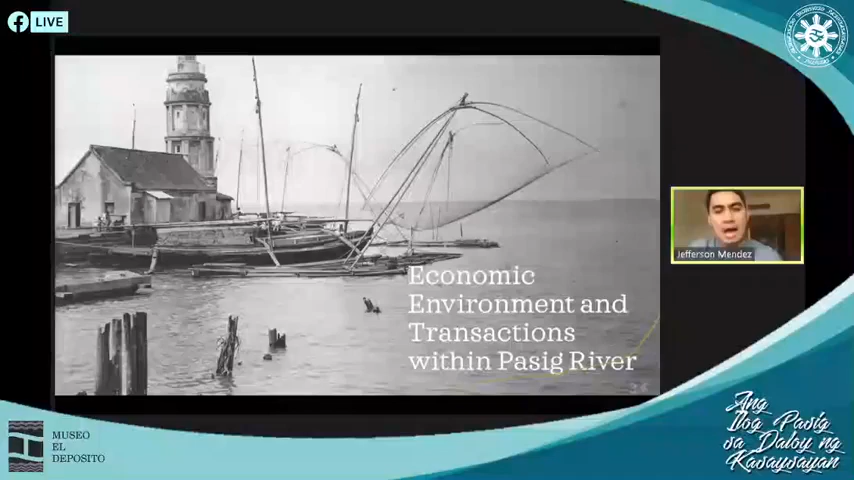 LIVE
Economic
Environment and
Transactions
within Pasig River
Jefferson Mendez
MUSEO
EL
DEPOSITO
Ang
Ilog Pasig
sa Daloy ng
Kasaysayan